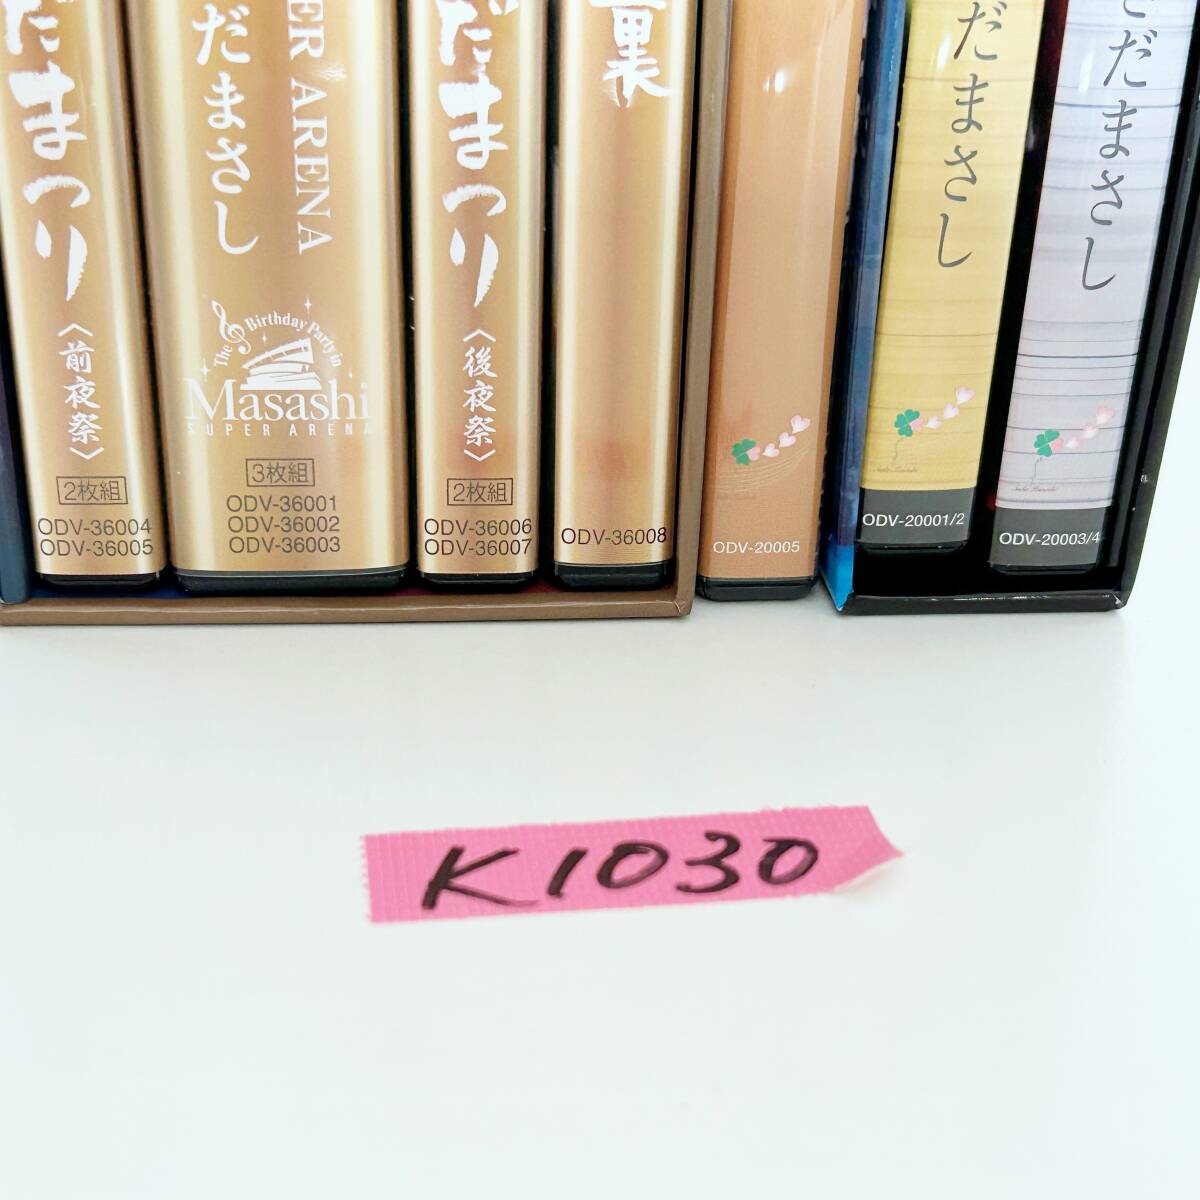 だまつり
〈前夜祭〉
2枚組
ODV-36004
ODV-36005
ER ARENA
だまさし
The Birthday Party in
Masashi
SUPER ARENA
3枚組
ODV-36001
ODV-36002
ODV-36003
だまつり
〈後夜祭〉
2枚組
ODV-36006
ODV-36007
裏
ODV-36008
ODV-20005
だまさし
ODV-20001/2
だまさし
ODV-20003/4
K1030